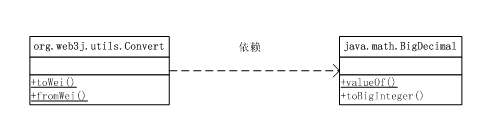 org.web3j.utils.Convert
+toWei()
+fromWei()
依赖
java.math.BigDecimal
+valueOf()
+toBigInteger()